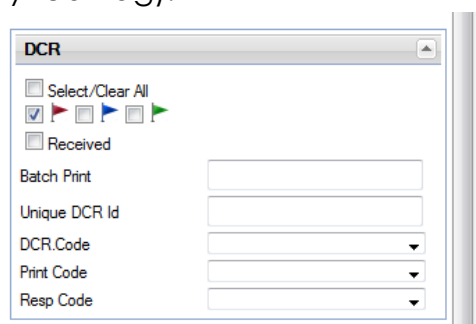 DCR
Select/Clear All
Received
Batch Print
Unique DCR Id
DCR.Code
Print Code
Resp Code